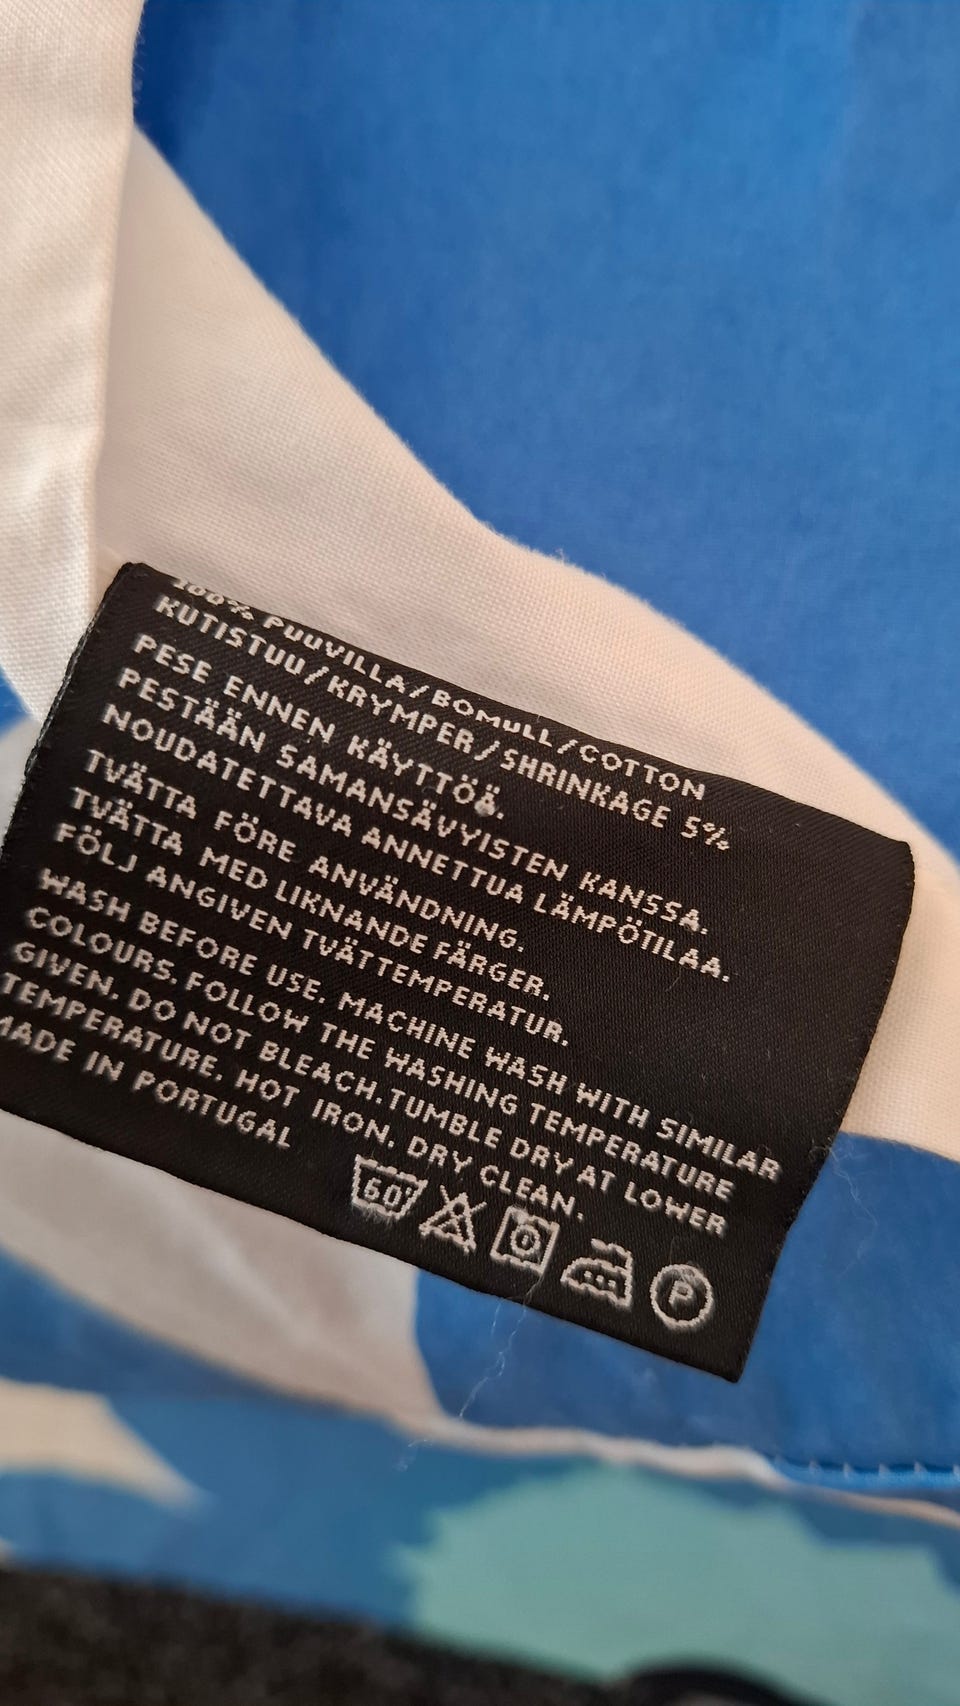 100% PUUVILLA/BOMULL/COTTON
KUTISTUU/KRYMPER/SHRINKAGE 5%
PESE ENNEN KÄYTTÖÄ.
PESTÄÄN SAMANSÄVYISTEN KANSSA.
NOUDATETTAVA ANNETTUA LÄMPÖTILAA.
TVÄTTA FÖRE ANVÄNDNING.
TVÄTTA MED LIKNANDE FÄRGER.
FÖLJ ANGIVEN TVÄTTEMPERATUR.
WASH BEFORE USE. MACHINE WASH WITH SIMILAR
COLOURS. FOLLOW THE WASHING TEMPERATURE
GIVEN. DO NOT BLEACH. TUMBLE DRY AT LOWER
TEMPERATURE. HOT IRON. DRY CLEAN.
MADE IN PORTUGAL
60° P